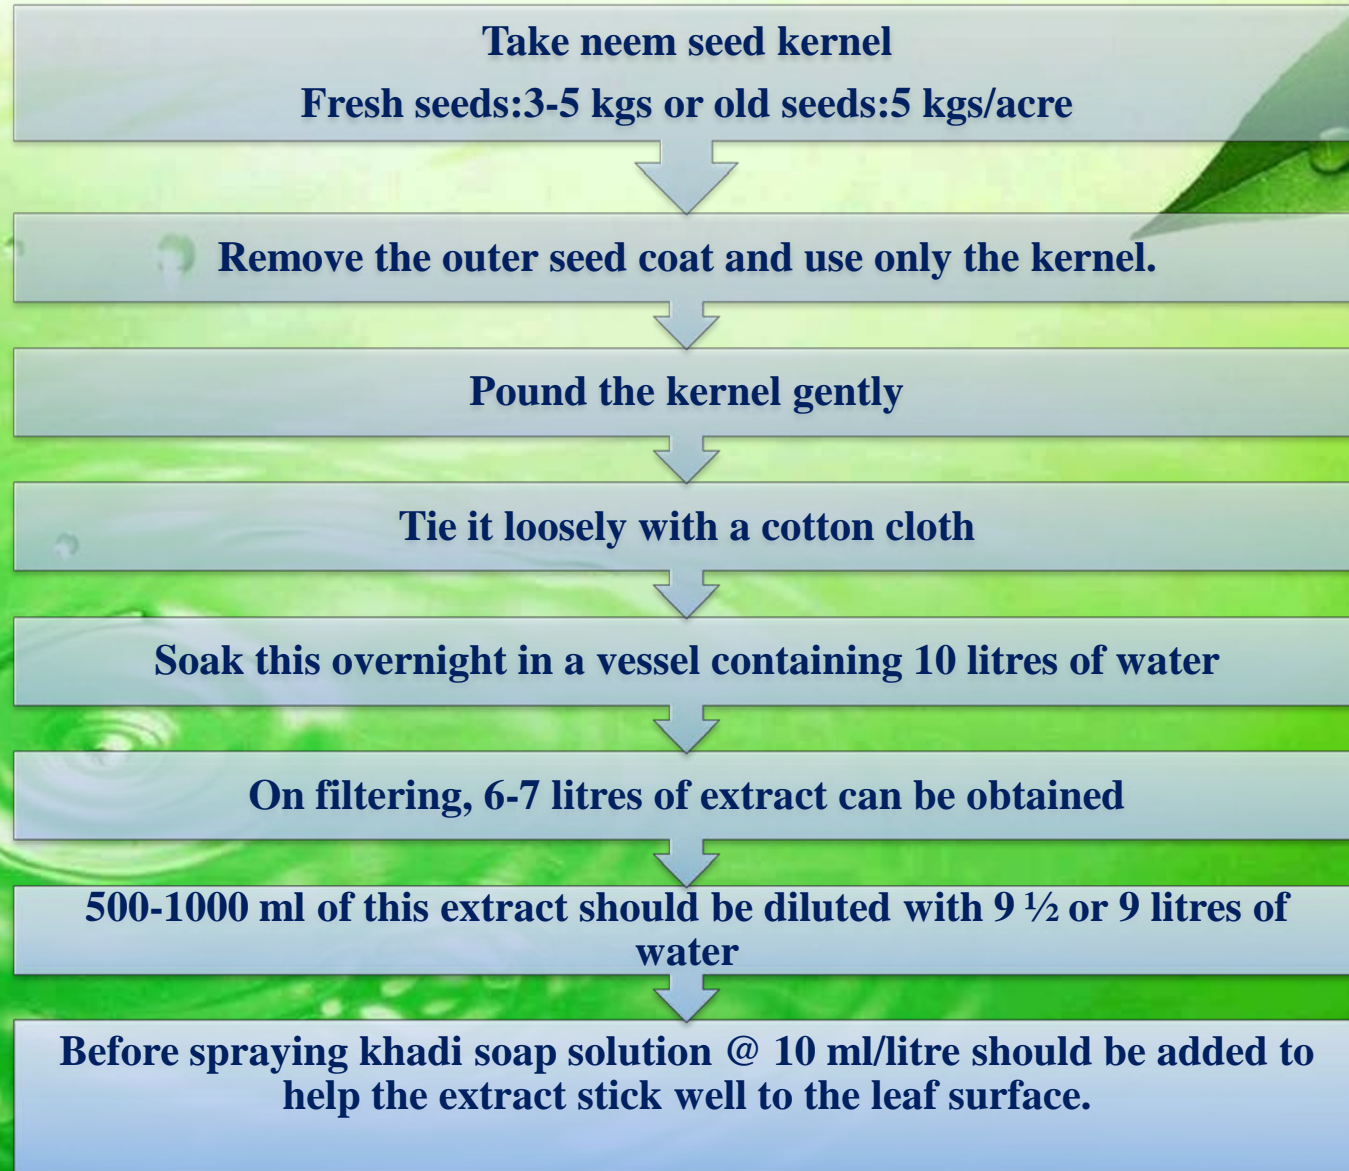 Take neem seed kernel
Fresh seeds:3-5 kgs or old seeds:5 kgs/acre
Remove the outer seed coat and use only the kernel.
Pound the kernel gently
Tie it loosely with a cotton cloth
Soak this overnight in a vessel containing 10 litres of water
On filtering, 6-7 litres of extract can be obtained
500-1000 ml of this extract should be diluted with 9 ½ or 9 litres of
water
Before spraying khadi soap solution @ 10 ml/litre should be added to
help the extract stick well to the leaf surface.